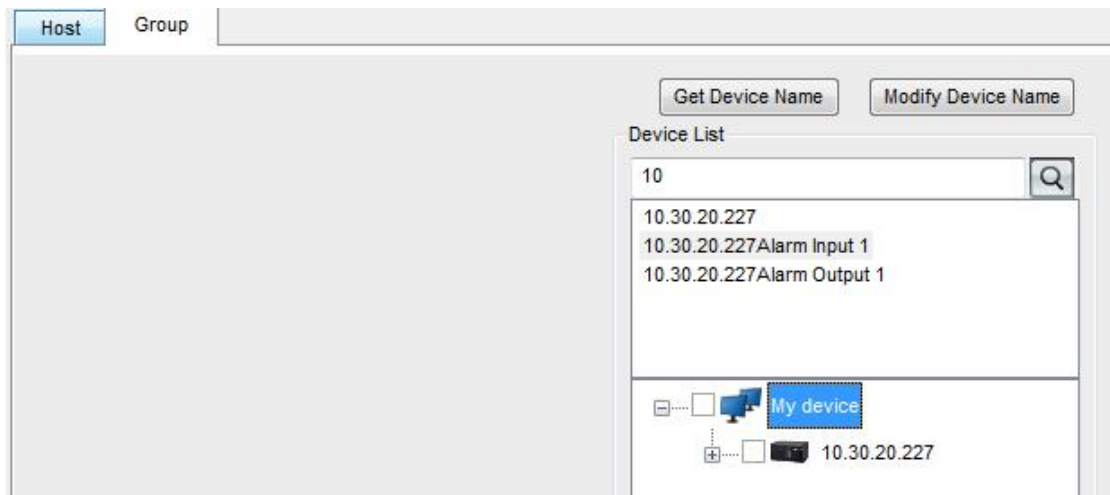 Host Group
Get Device Name Modify Device Name
Device List
10
10.30.20.227
10.30.20.227Alarm Input 1
10.30.20.227Alarm Output 1
My device
10.30.20.227